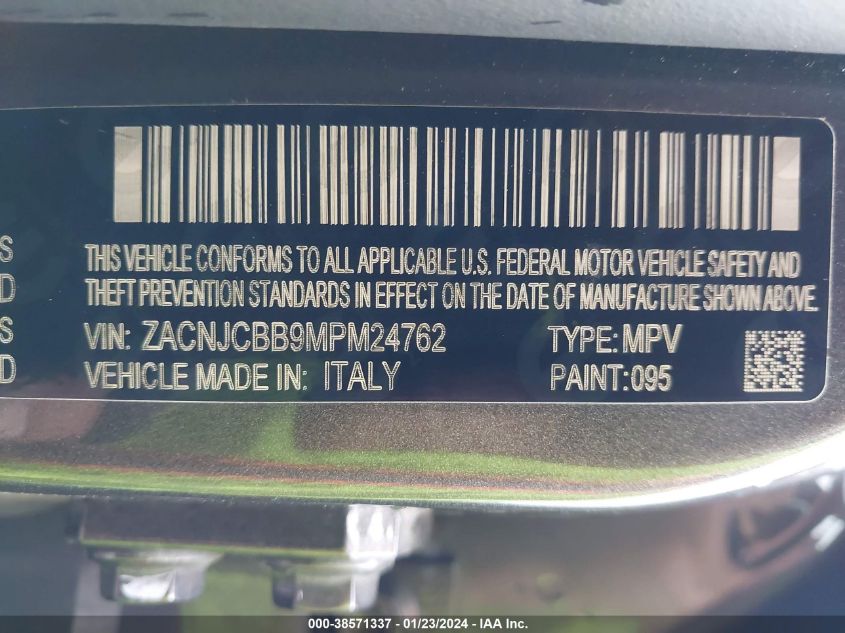 THIS VEHICLE CONFORMS TO ALL APPLICABLE U.S. FEDERAL MOTOR VEHICLE SAFETY AND
S
THEFT PREVENTION STANDARDS IN EFFECT ON THE DATE OF MANUFACTURE SHOWN ABOVE.
D
S VIN: ZACNJCBB9MPM24762 TYPE: MPV
D VEHICLE MADE IN: ITALY PAINT: 095
000-38571337 - 01/23/2024 - IAA Inc.